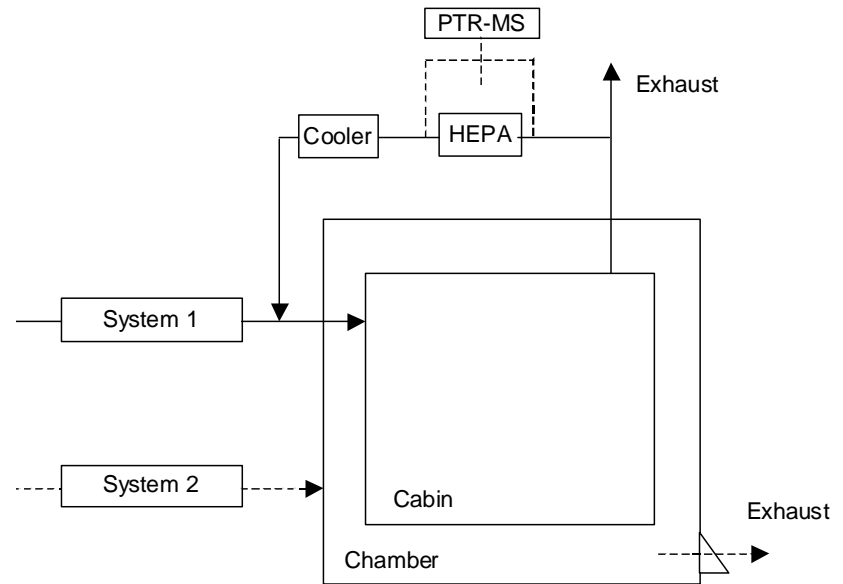 PTR-MS
Exhaust
Cooler
HEPA
System 1
System 2
Cabin
Exhaust
Chamber